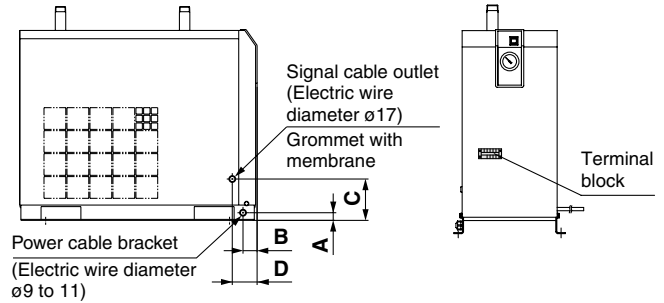 Signal cable outlet
(Electric wire
diameter ø17)
Grommet with
membrane
Terminal
block
C
A
B
D
Power cable bracket
(Electric wire diameter
ø9 to 11)